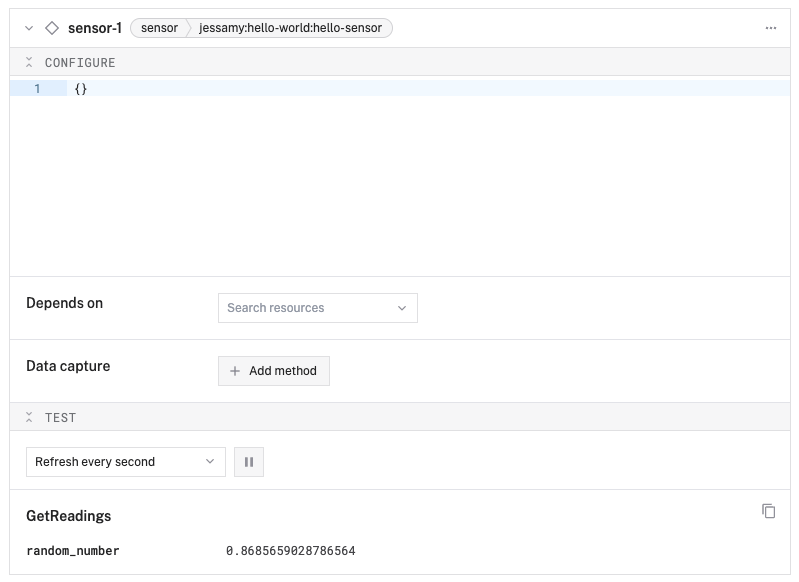 sensor-1 sensor jessamy:hello-world:hello-sensor
CONFIGURE
1 {}
Depends on Search resources
Data capture + Add method
TEST
Refresh every second
GetReadings
random_number 0.8685659028786564